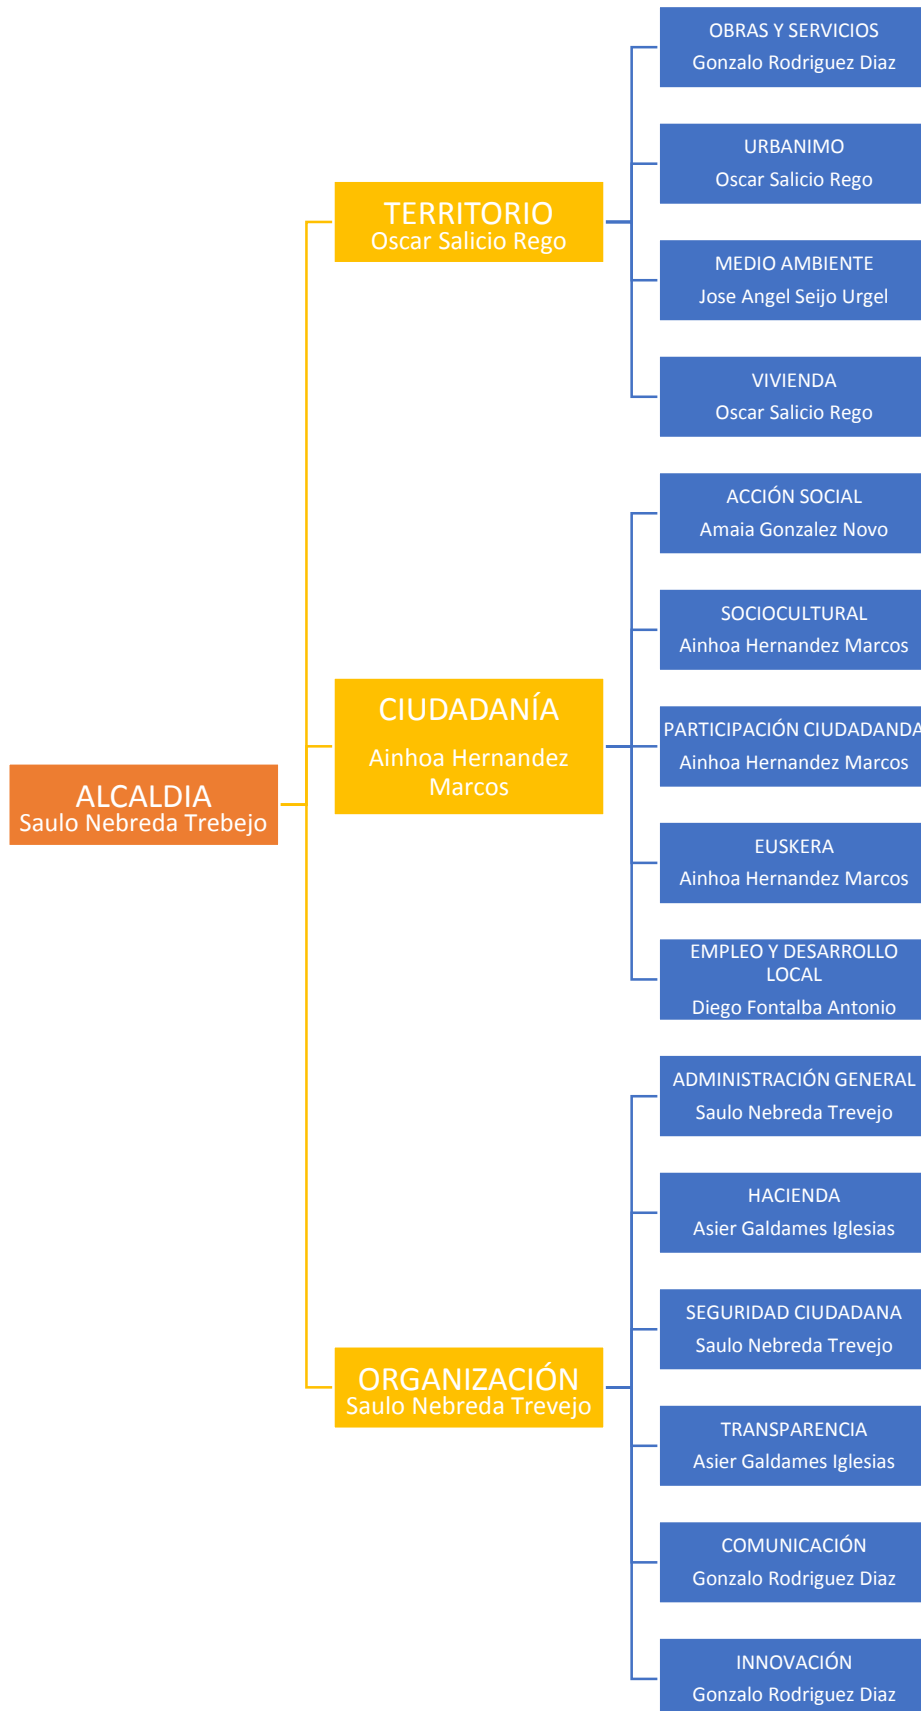 ALCALDIA
Saulo Nebreda Trebejo
TERRITORIO
Oscar Salicio Rego
OBRAS Y SERVICIOS
Gonzalo Rodriguez Diaz
URBANIMO
Oscar Salicio Rego
MEDIO AMBIENTE
Jose Angel Seijo Urgel
VIVIENDA
Oscar Salicio Rego
CIUDADANÍA
Ainhoa Hernandez
Marcos
ACCIÓN SOCIAL
Amaia Gonzalez Novo
SOCIOCULTURAL
Ainhoa Hernandez Marcos
PARTICIPACIÓN CIUDADANDA
Ainhoa Hernandez Marcos
EUSKERA
Ainhoa Hernandez Marcos
EMPLEO Y DESARROLLO
LOCAL
Diego Fontalba Antonio
ORGANIZACIÓN
Saulo Nebreda Trevejo
ADMINISTRACIÓN GENERAL
Saulo Nebreda Trevejo
HACIENDA
Asier Galdames Iglesias
SEGURIDAD CIUDADANA
Saulo Nebreda Trevejo
TRANSPARENCIA
Asier Galdames Iglesias
COMUNICACIÓN
Gonzalo Rodriguez Diaz
INNOVACIÓN
Gonzalo Rodriguez Diaz